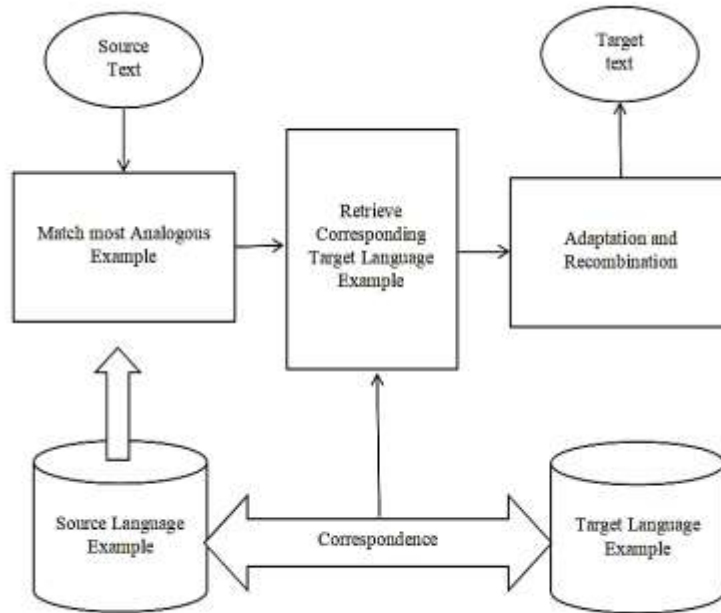 Source
Text
Target
text
Match most Analogous
Example
Retrieve
Corresponding
Target Language
Example
Adaptation and
Recombination
Source Language
Example
Correspondence
Target Language
Example